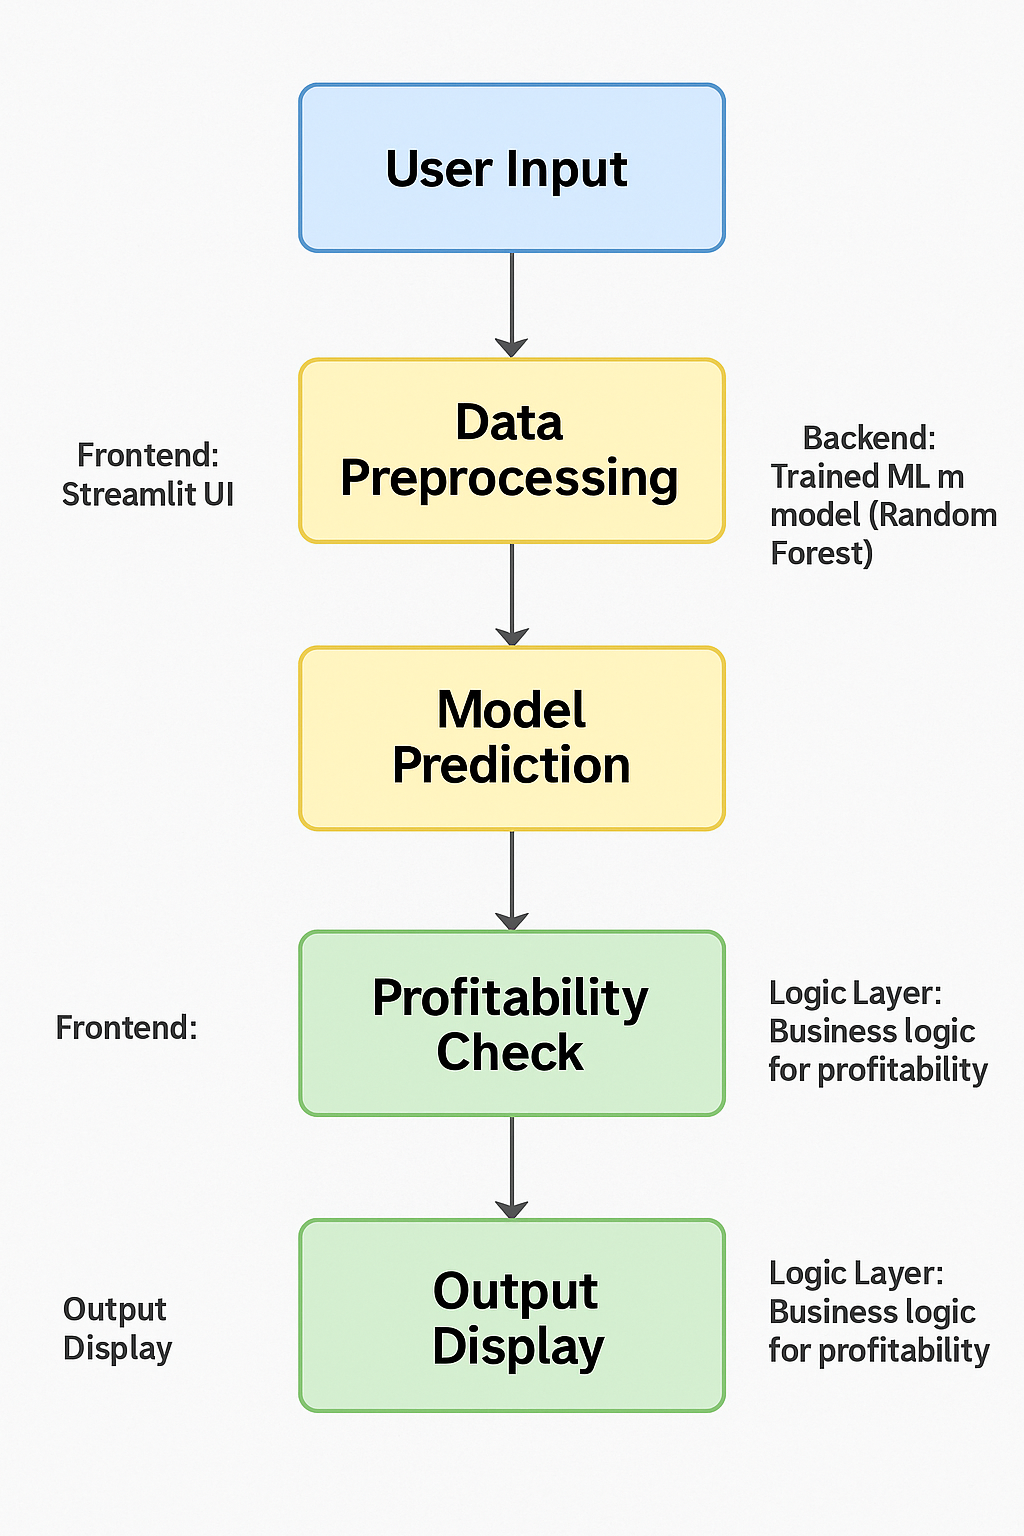 User Input
Data
Preprocessing
Frontend:
Streamlit UI
Backend:
Trained ML m
model (Random
Forest)
Model
Prediction
Profitability
Check
Frontend:
Logic Layer:
Business logic
for profitability
Output
Display
Output
Display
Logic Layer:
Business logic
for profitability